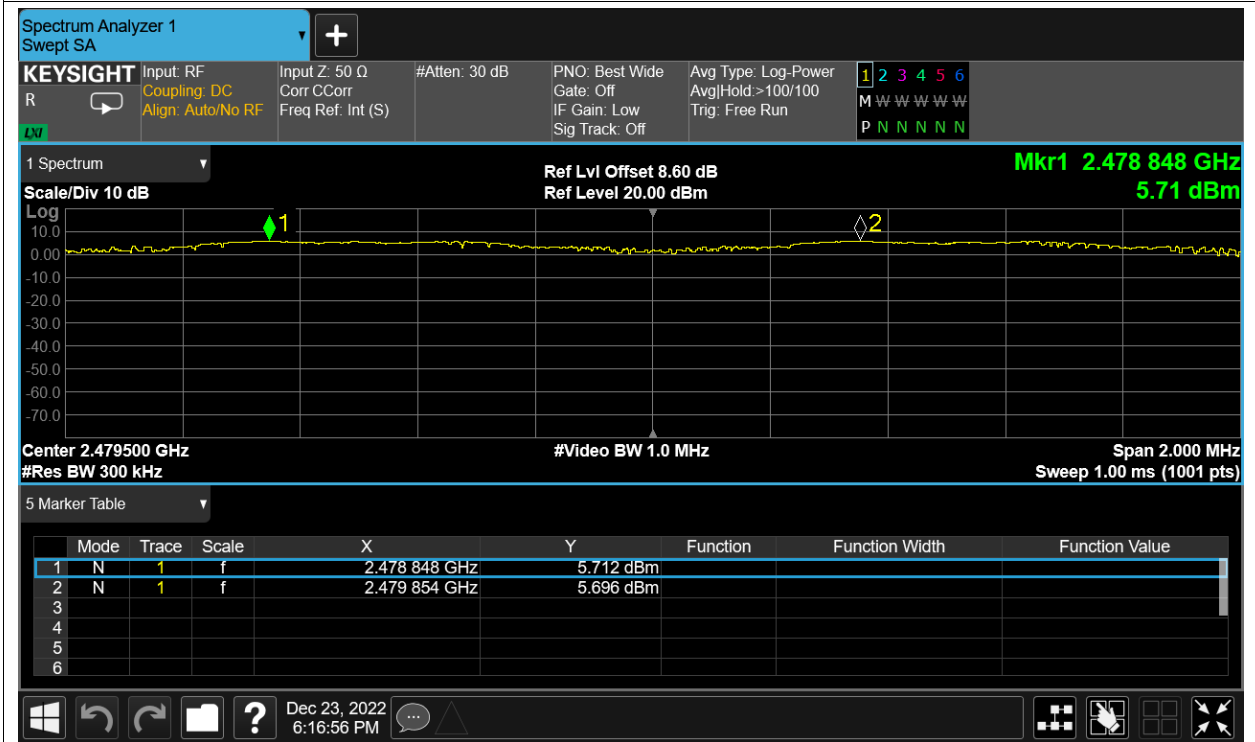 Spectrum Analyzer 1
Swept SA
+
KEYSIGHT
R
LXI
Input: RF
Coupling: DC
Align: Auto/No RF
Input Z: 50 Ω
Corr CCorr
Freq Ref: Int (S)
#Atten: 30 dB
PNO: Best Wide
Gate: Off
IF Gain: Low
Sig Track: Off
Avg Type: Log-Power
Avg|Hold:>100/100
Trig: Free Run
1 2 3 4 5 6
M W W W W W
P N N N N N
1 Spectrum
Scale/Div 10 dB
Ref Lvl Offset 8.60 dB
Ref Level 20.00 dBm
Mkr1 2.478 848 GHz
5.71 dBm
Log
10.0
0.00
-10.0
-20.0
-30.0
-40.0
-50.0
-60.0
-70.0
1
2
Center 2.479500 GHz
#Video BW 1.0 MHz
Span 2.000 MHz
#Res BW 300 kHz
Sweep 1.00 ms (1001 pts)
5 Marker Table
Mode Trace Scale X Y Function Function Width Function Value
1 N 1 f 2.478 848 GHz 5.712 dBm
2 N 1 f 2.479 854 GHz 5.696 dBm
3
4
5
6
?
Dec 23, 2022
6:16:56 PM